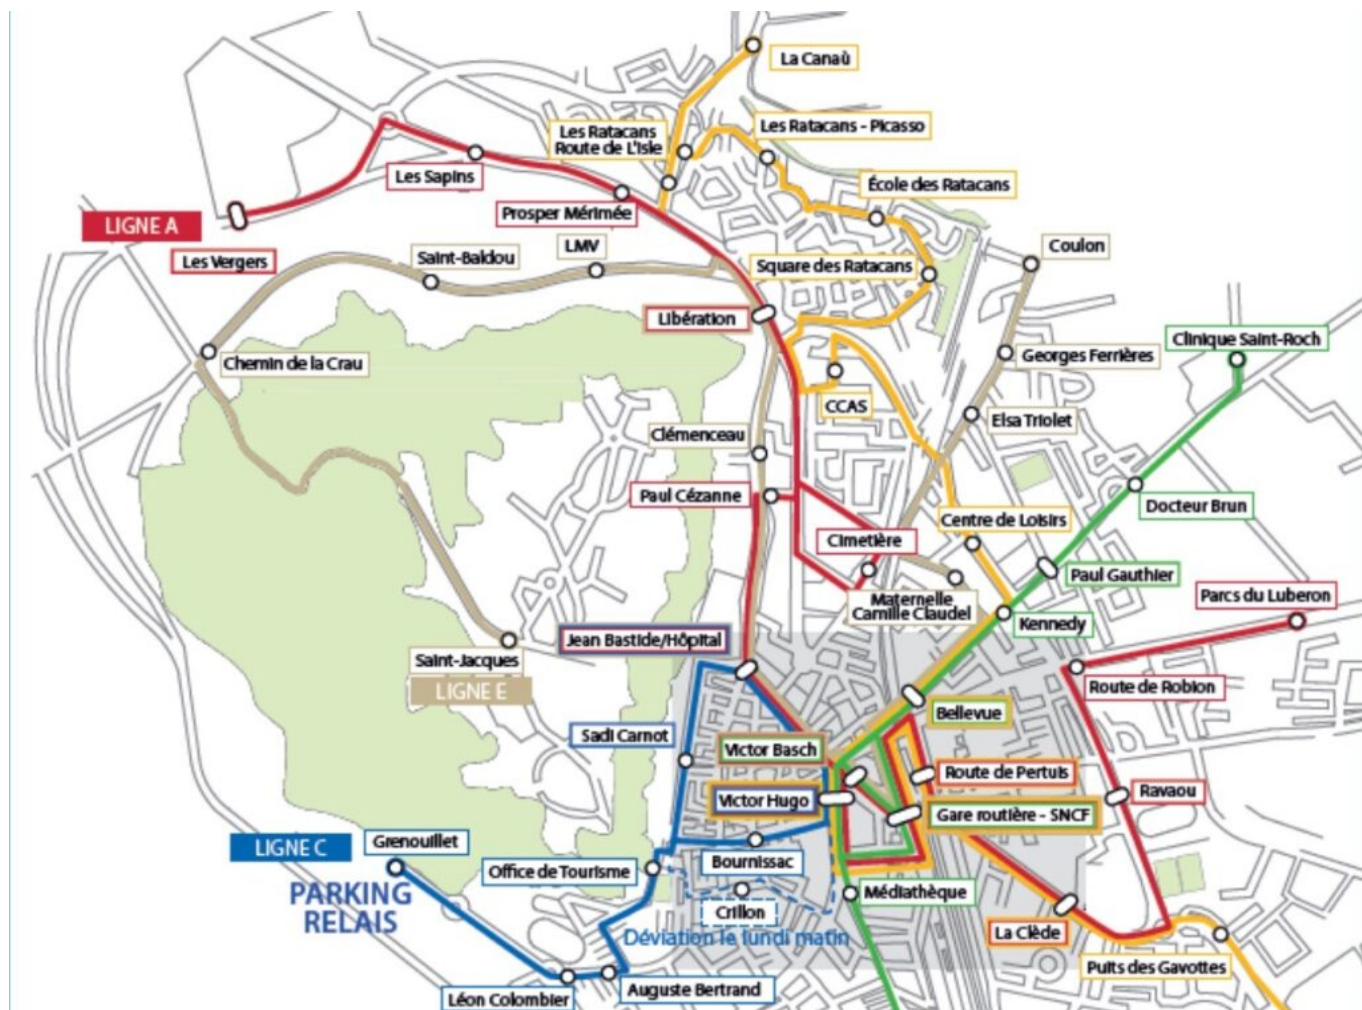 La Canaù
Les Ratacans
Route de L'Isle
Les Ratacans - Picasso
Les Sapins
École des Ratacans
Prosper Mérimée
LIGNE A
Les Vergers
Saint-Baldou
LMV
Coulon
Square des Ratacans
Libération
Clinique Saint-Roch
Chemin de la Crau
Georges Ferrières
CCAS
Elsa Triolet
Clémenceau
Paul Cézanne
Docteur Brun
Centre de Loisirs
Cimetière
Paul Gauthier
Maternelle
Camille Claudel
Parcs du Luberon
Kennedy
Jean Bastide/Hôpital
Saint-Jacques
LIGNE E
Route de Robion
Bellevue
Sadi Carnot
Victor Basch
Route de Pertuis
Ravaou
Victor Hugo
Gare routière - SNCF
LIGNE C
Grenouillet
PARKING
RELAIS
Office de Tourisme
Bournissac
Médiathèque
Crillon
Déviation le lundi matin
La Clède
Puits des Gavottes
Léon Colombier
Auguste Bertrand